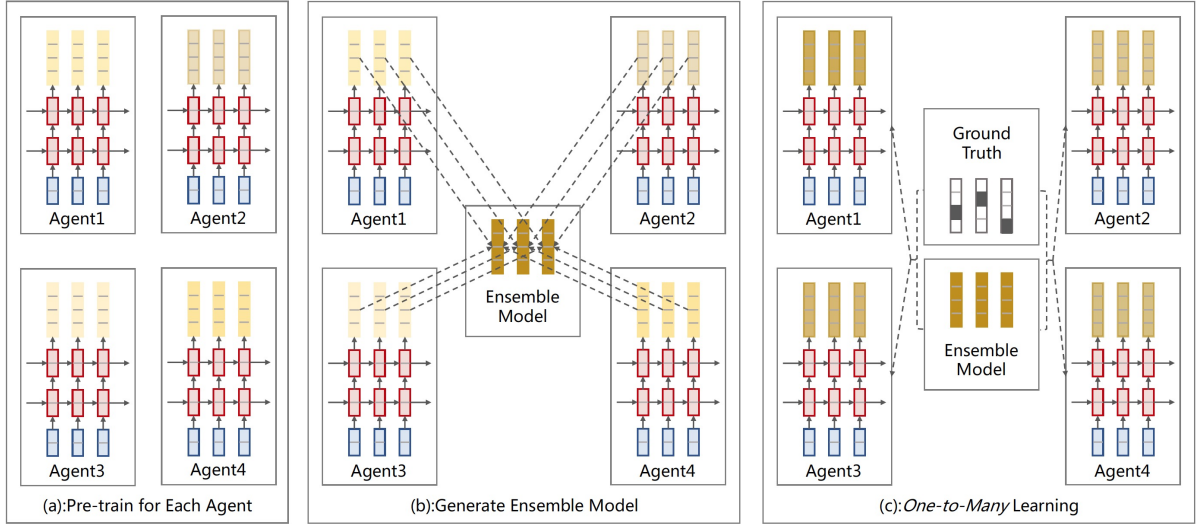 Agent1
Agent2
Agent3
Agent4
(a):Pre-train for Each Agent
Agent1
Agent2
Ensemble
Model
Agent3
Agent4
(b):Generate Ensemble Model
Agent1
Ground
Truth
Agent2
Ensemble
Model
Agent3
Agent4
(c):One-to-Many Learning